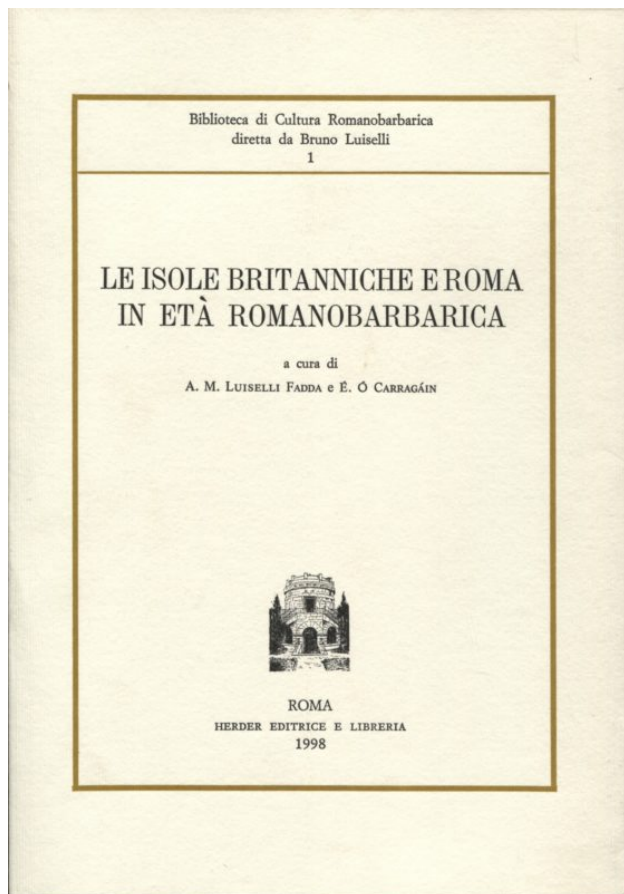 Biblioteca di Cultura Romanobarbarica
diretta da Bruno Luiselli
1
LE ISOLE BRITANNICHE E ROMA
IN ETÀ ROMANOBARBARICA
a cura di
A. M. LUISELLI FADDA e É. Ó CARRAGÁIN
ROMA
HERDER EDITRICE E LIBRERIA
1998